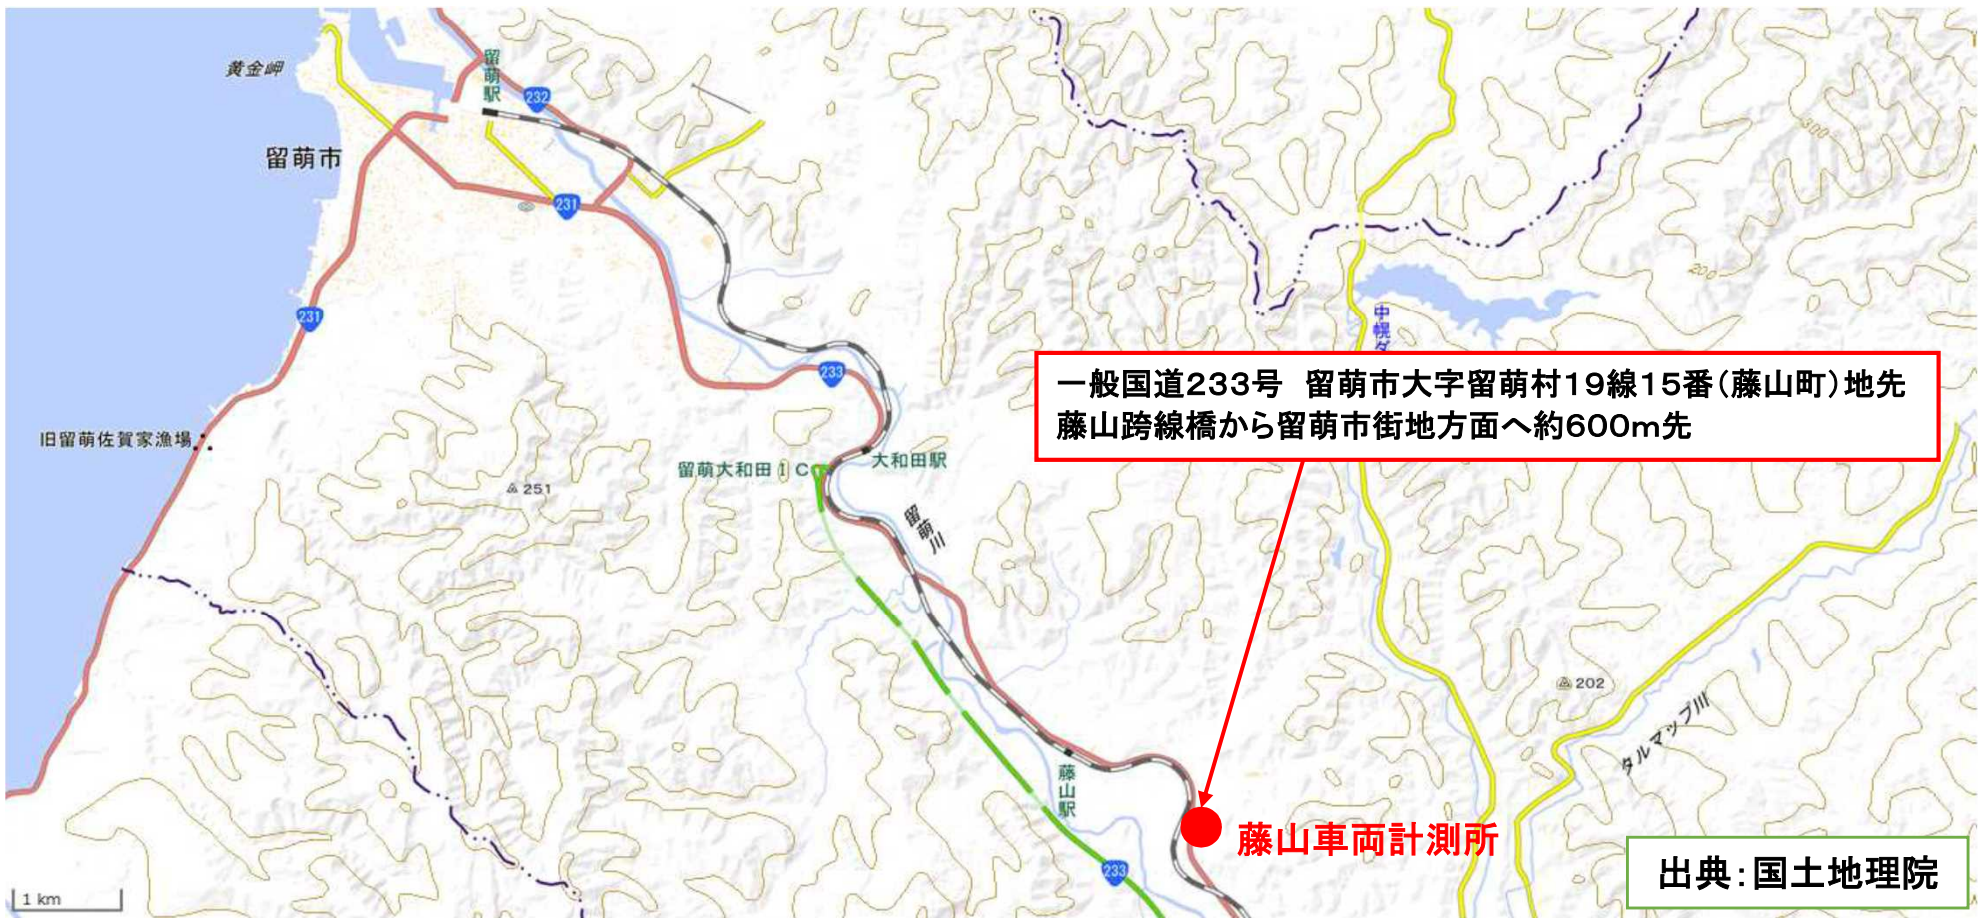 黄金岬
留萌駅
232
留萌市
231
231
233
中幌ダ
一般国道233号 留萌市大字留萌村19線15番(藤山町)地先
藤山跨線橋から留萌市街地方面へ約600m先
旧留萌佐賀家漁場
251
留萌大和田IC
大和田駅
留萌川
300
200
202
タルマップ川
藤山駅
藤山車両計測所
233
1 km
出典:国土地理院